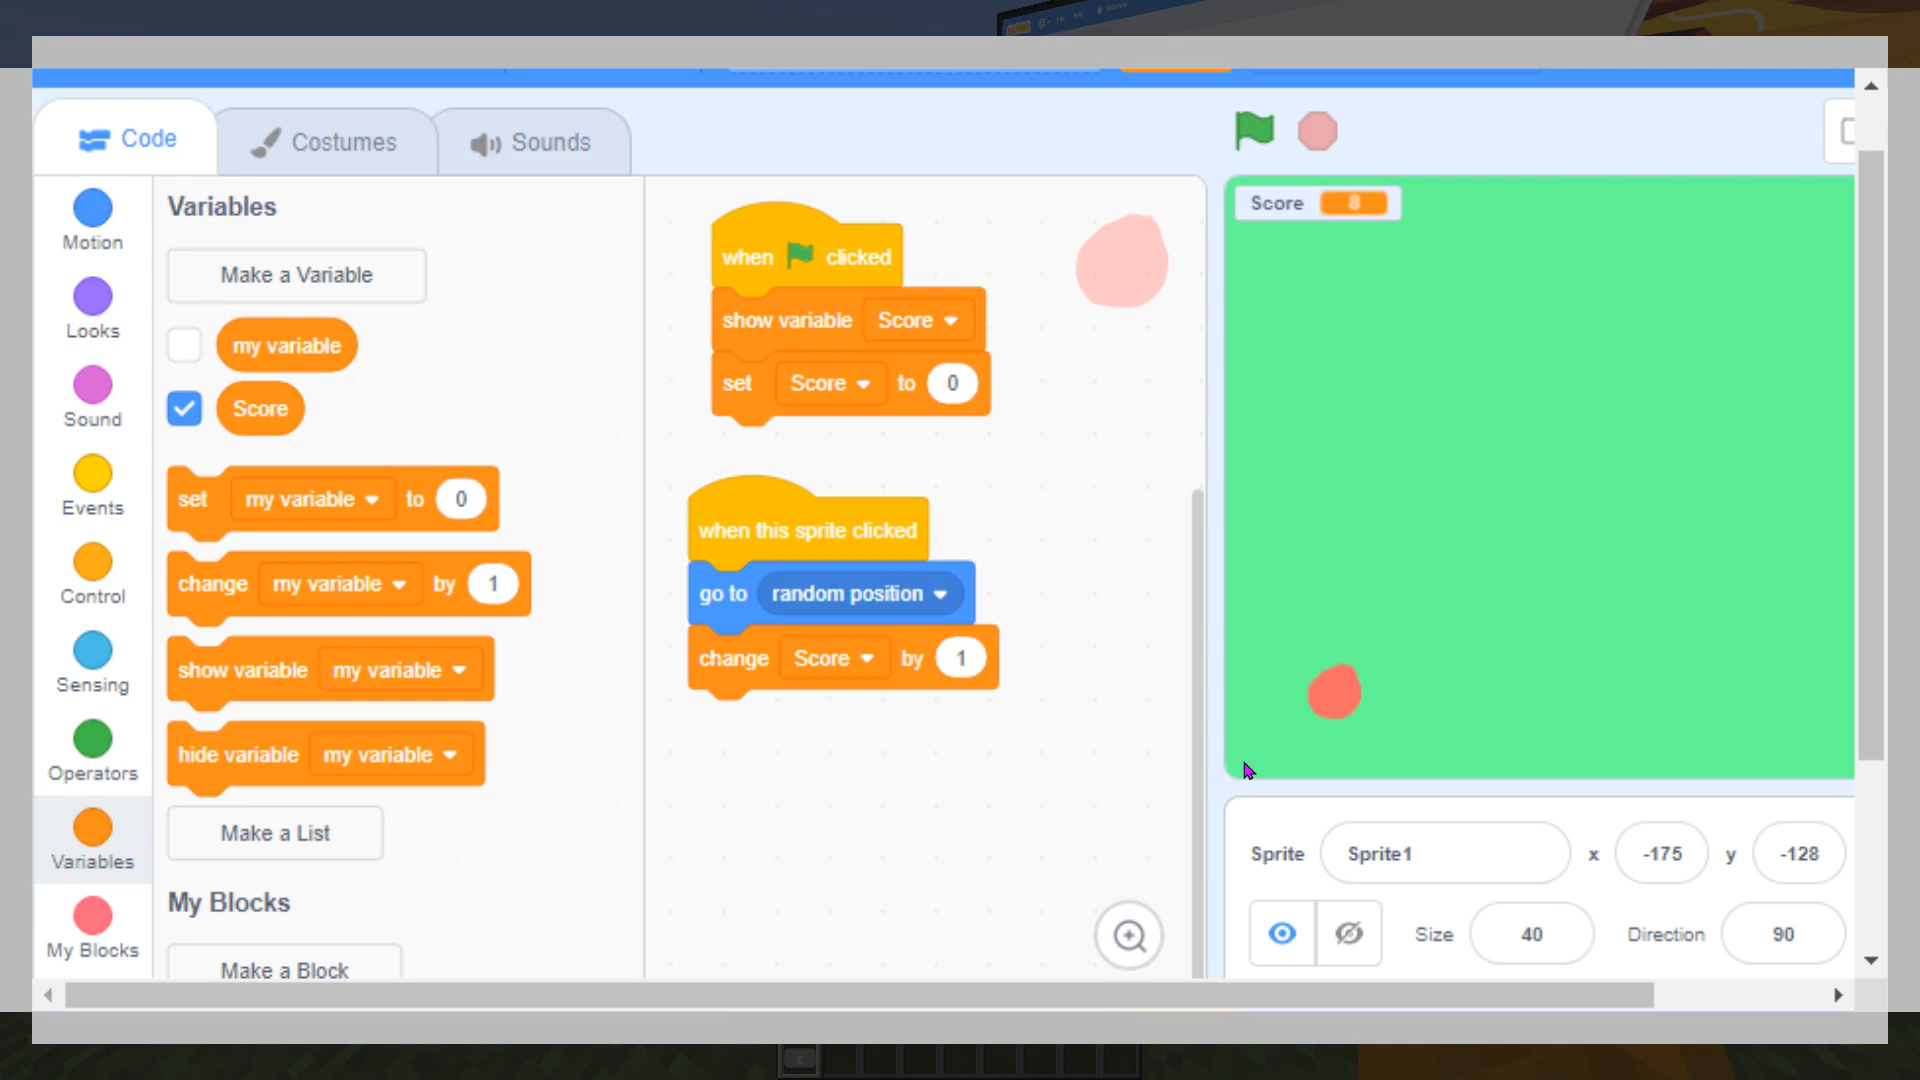 Code
Costumes
Sounds
Motion
Looks
Sound
Events
Control
Sensing
Operators
Variables
My Blocks
Variables
Make a Variable
my variable
Score
set my variable to 0
change my variable by 1
show variable my variable
hide variable my variable
Make a List
My Blocks
Make a Block
when clicked
show variable Score
set Score to 0
when this sprite clicked
go to random position
change Score by 1
Score 8
Sprite Sprite1 x -175 y -128
Size 40 Direction 90